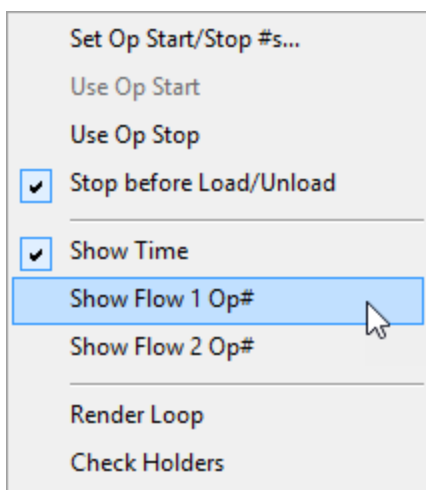 Set Op Start/Stop #s...
Use Op Start
Use Op Stop
Stop before Load/Unload
Show Time
Show Flow 1 Op#
Show Flow 2 Op#
Render Loop
Check Holders